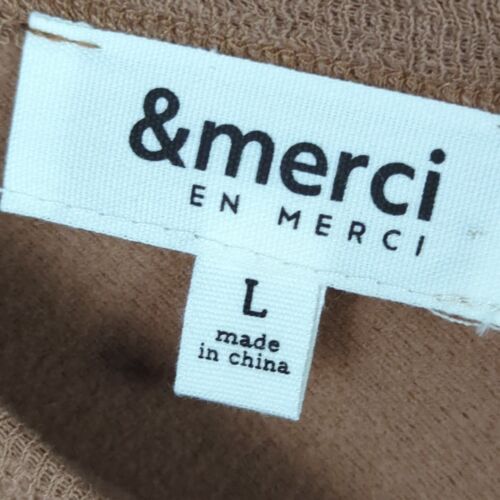 &merci
EN MERCI
L
made
in china